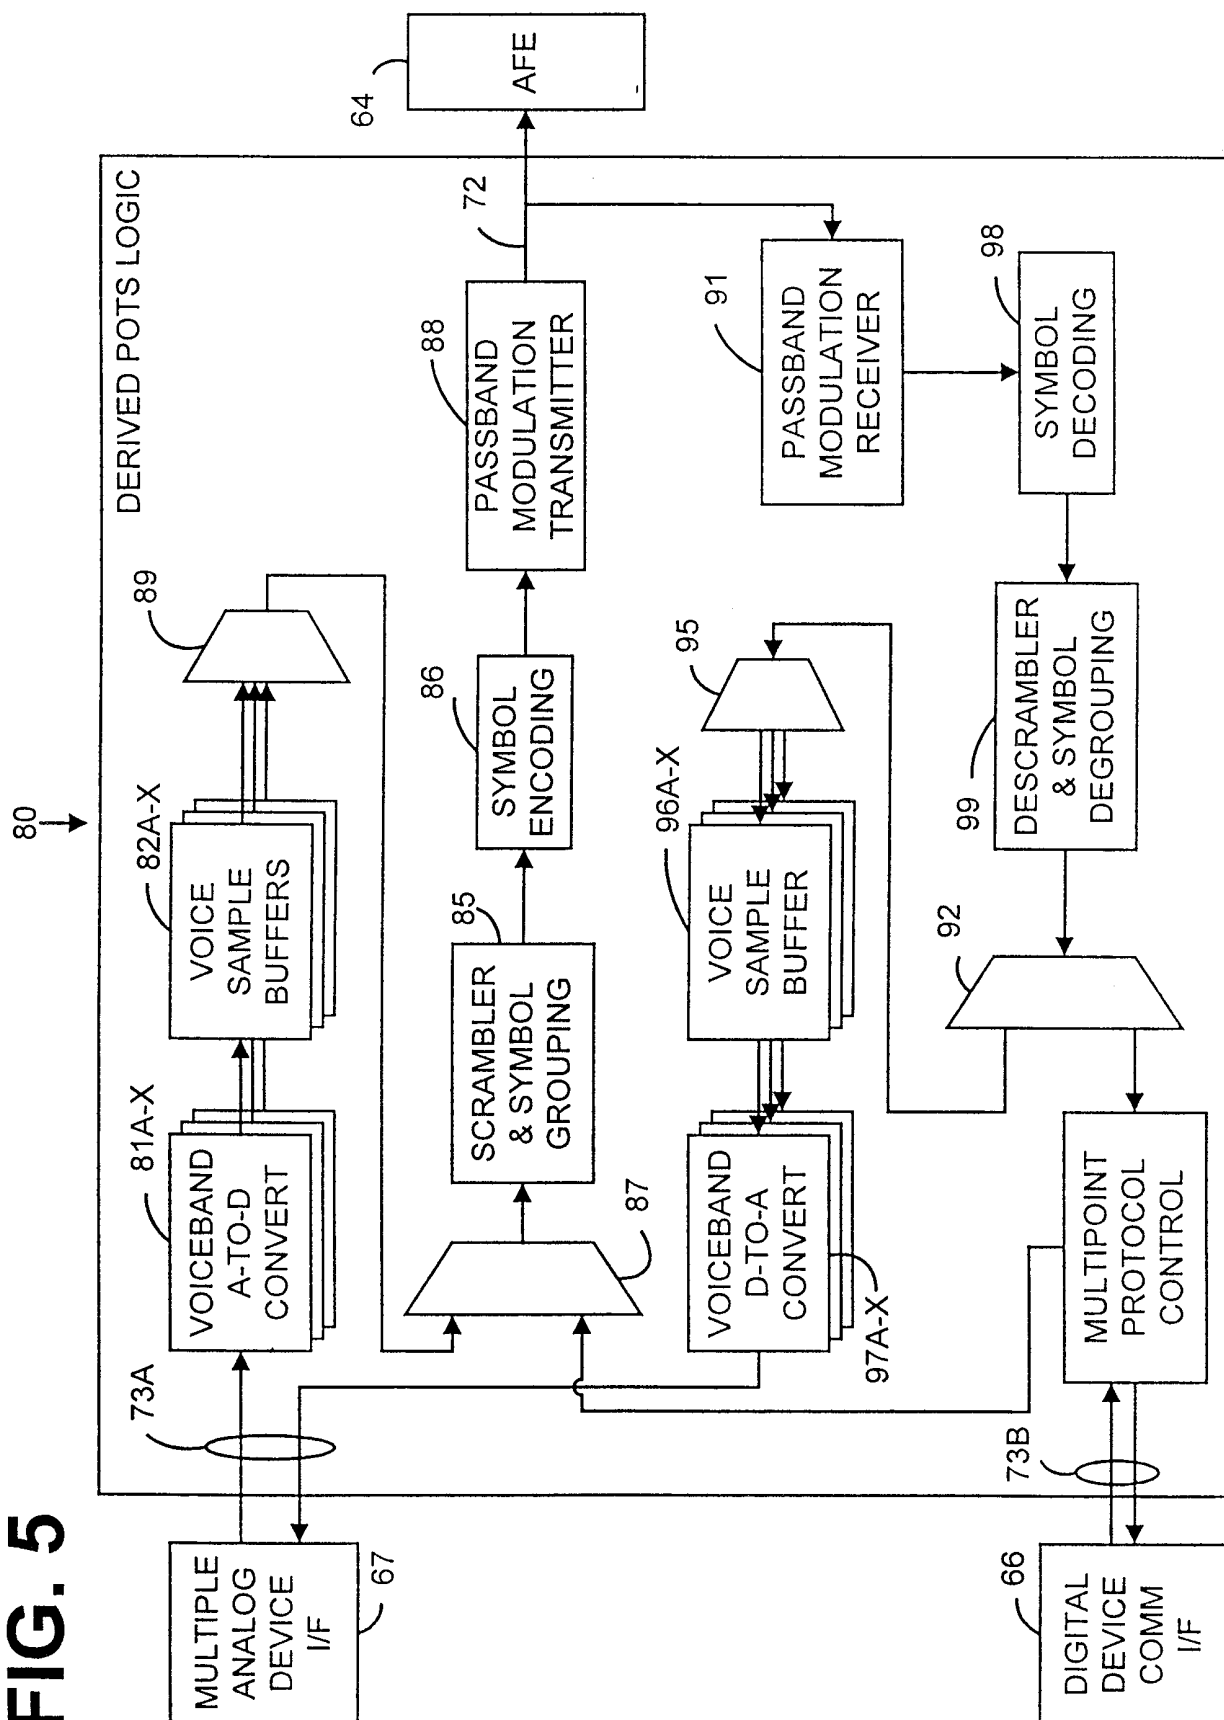 FIG. 5
80
DERIVED POTS LOGIC
MULTIPLE
ANALOG
DEVICE
I/F
67
73A
VOICEBAND
A-TO-D
CONVERT
81A-X
VOICE
SAMPLE
BUFFERS
82A-X
89
87
SCRAMBLER
& SYMBOL
GROUPING
85
SYMBOL
ENCODING
86
PASSBAND
MODULATION
TRANSMITTER
88
72
AFE
64
VOICEBAND
D-TO-A
CONVERT
97A-X
VOICE
SAMPLE
BUFFER
96A-X
95
PASSBAND
MODULATION
RECEIVER
91
DIGITAL
DEVICE
COMM
I/F
66
73B
MULTIPOINT
PROTOCOL
CONTROL
92
DESCRAMBLER
& SYMBOL
DEGROUPING
99
SYMBOL
DECODING
98